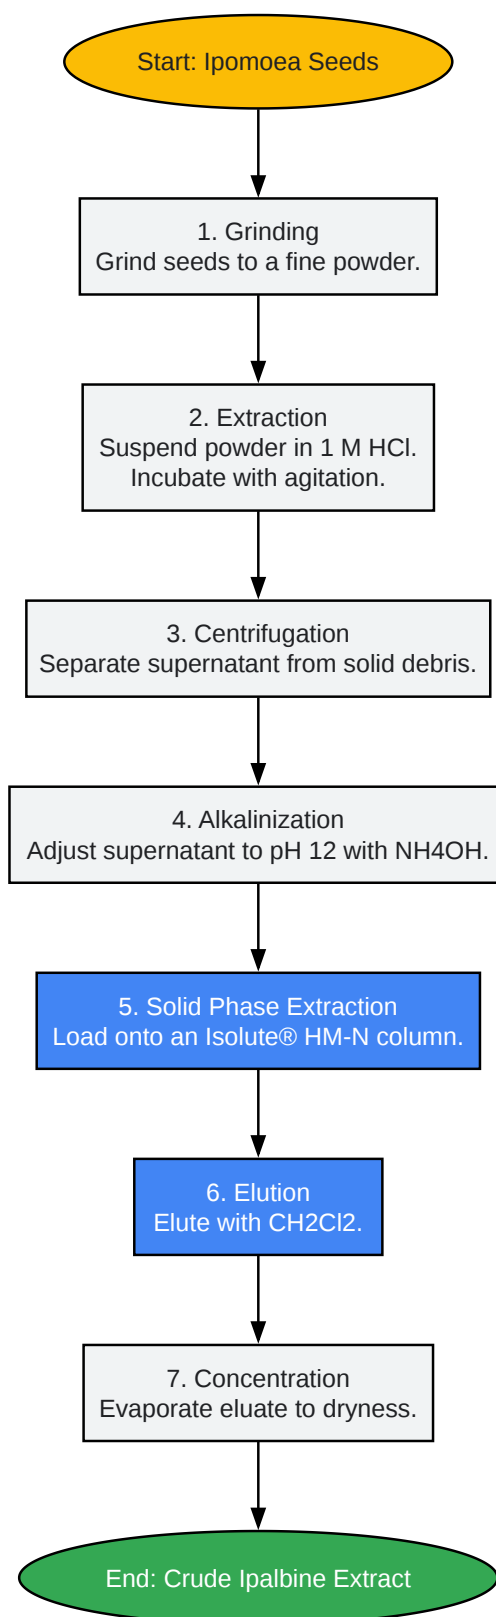 Start: Ipomoea Seeds
1. Grinding
Grind seeds to a fine powder.
2. Extraction
Suspend powder in 1 M HCl.
Incubate with agitation.
3. Centrifugation
Separate supernatant from solid debris.
4. Alkalinization
Adjust supernatant to pH 12 with NH4OH.
5. Solid Phase Extraction
Load onto an Isolute® HM-N column.
6. Elution
Elute with CH2Cl2.
7. Concentration
Evaporate eluate to dryness.
End: Crude Ipalbine Extract